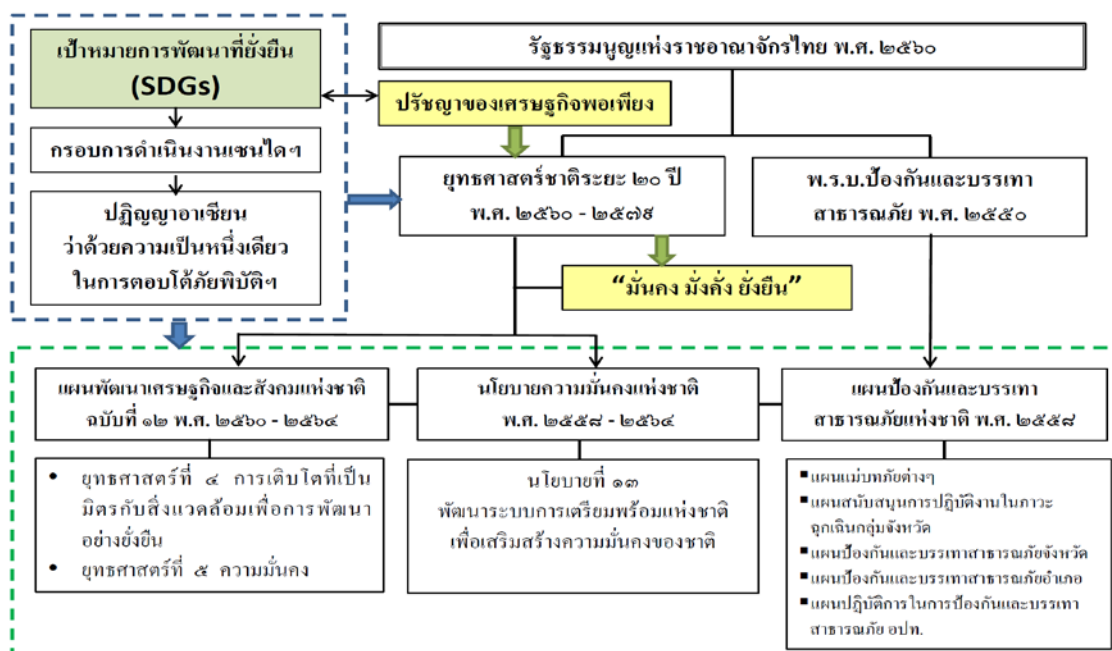 เป้าหมายการพัฒนาที่ยั่งยืน
(SDGs)
กรอบการดำเนินงานเซนไดฯ
ปฏิญญาอาเซียน
ว่าด้วยความเป็นหนึ่งเดียว
ในการตอบโต้ภัยพิบัติฯ
รัฐธรรมนูญแห่งราชอาณาจักรไทย พ.ศ. ๒๕๖๐
ปรัชญาของเศรษฐกิจพอเพียง
ยุทธศาสตร์ชาติระยะ ๒๐ ปี
พ.ศ. ๒๕๖๐ - ๒๕๗๙
พ.ร.บ.ป้องกันและบรรเทา
สาธารณภัย พ.ศ. ๒๕๕๐
“มั่นคง มั่งคั่ง ยั่งยืน”
แผนพัฒนาเศรษฐกิจและสังคมแห่งชาติ
ฉบับที่ ๑๒ พ.ศ. ๒๕๖๐ - ๒๕๖๔
• ยุทธศาสตร์ที่ ๔ การเติบโตที่เป็น
มิตรกับสิ่งแวดล้อมเพื่อการพัฒนา
อย่างยั่งยืน
• ยุทธศาสตร์ที่ ๕ ความมั่นคง
นโยบายความมั่นคงแห่งชาติ
พ.ศ. ๒๕๕๘ - ๒๕๖๔
นโยบายที่ ๑๓
พัฒนาระบบการเตรียมพร้อมแห่งชาติ
เพื่อเสริมสร้างความมั่นคงของชาติ
แผนป้องกันและบรรเทา
สาธารณภัยแห่งชาติ พ.ศ. ๒๕๕๘
▪ แผนแม่บทภัยต่างๆ
▪ แผนสนับสนุนการปฏิบัติงานในภาวะ
ฉุกเฉินกลุ่มจังหวัด
▪ แผนป้องกันและบรรเทาสาธารณภัยจังหวัด
▪ แผนป้องกันและบรรเทาสาธารณภัยอำเภอ
▪ แผนปฏิบัติการในการป้องกันและบรรเทา
สาธารณภัย อปท.